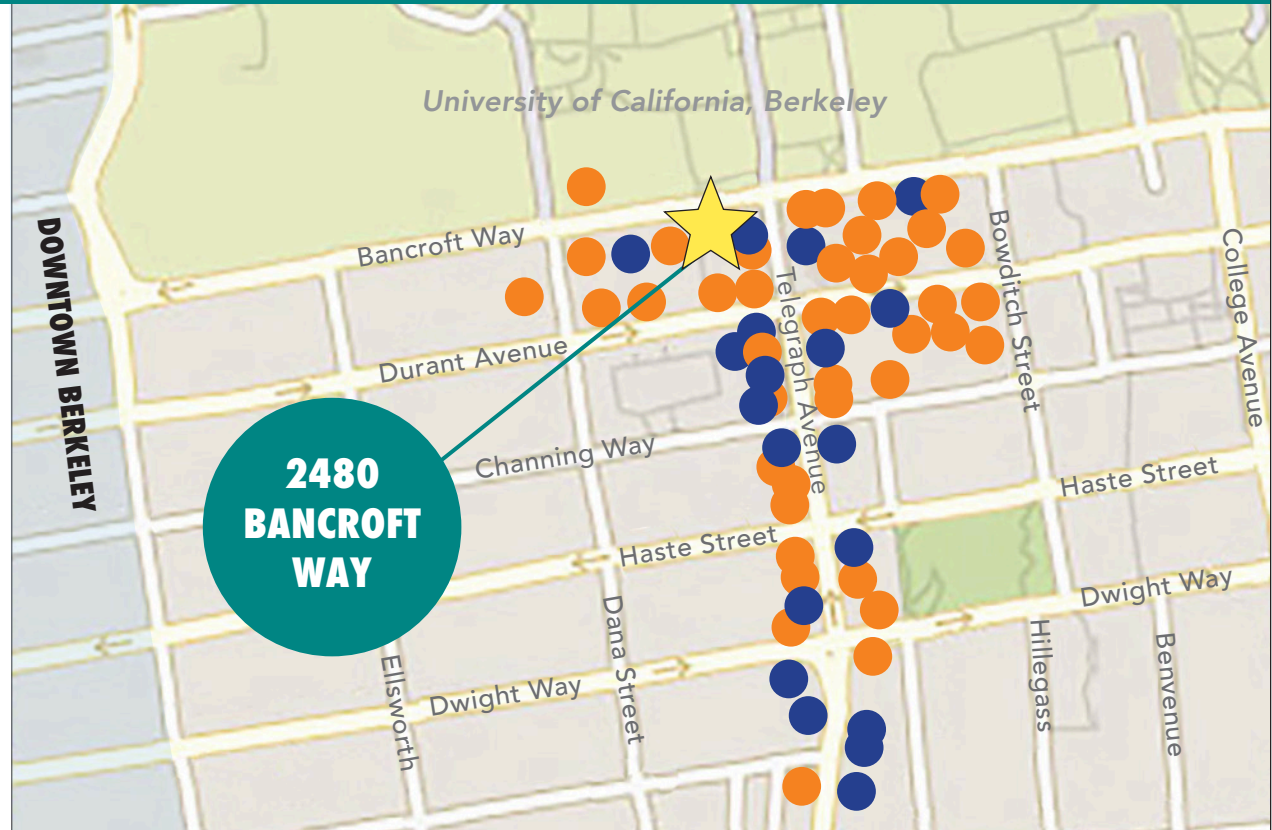 University of California, Berkeley
DOWNTOWN BERKELEY
Bancroft Way
Bowditch Street
College Avenue
Telegraph Avenue
Durant Avenue
2480
BANCROFT
WAY
Channing Way
Haste Street
Haste Street
Dwight Way
Dana Street
Ellsworth
Dwight Way
Hillegass
Benvenue